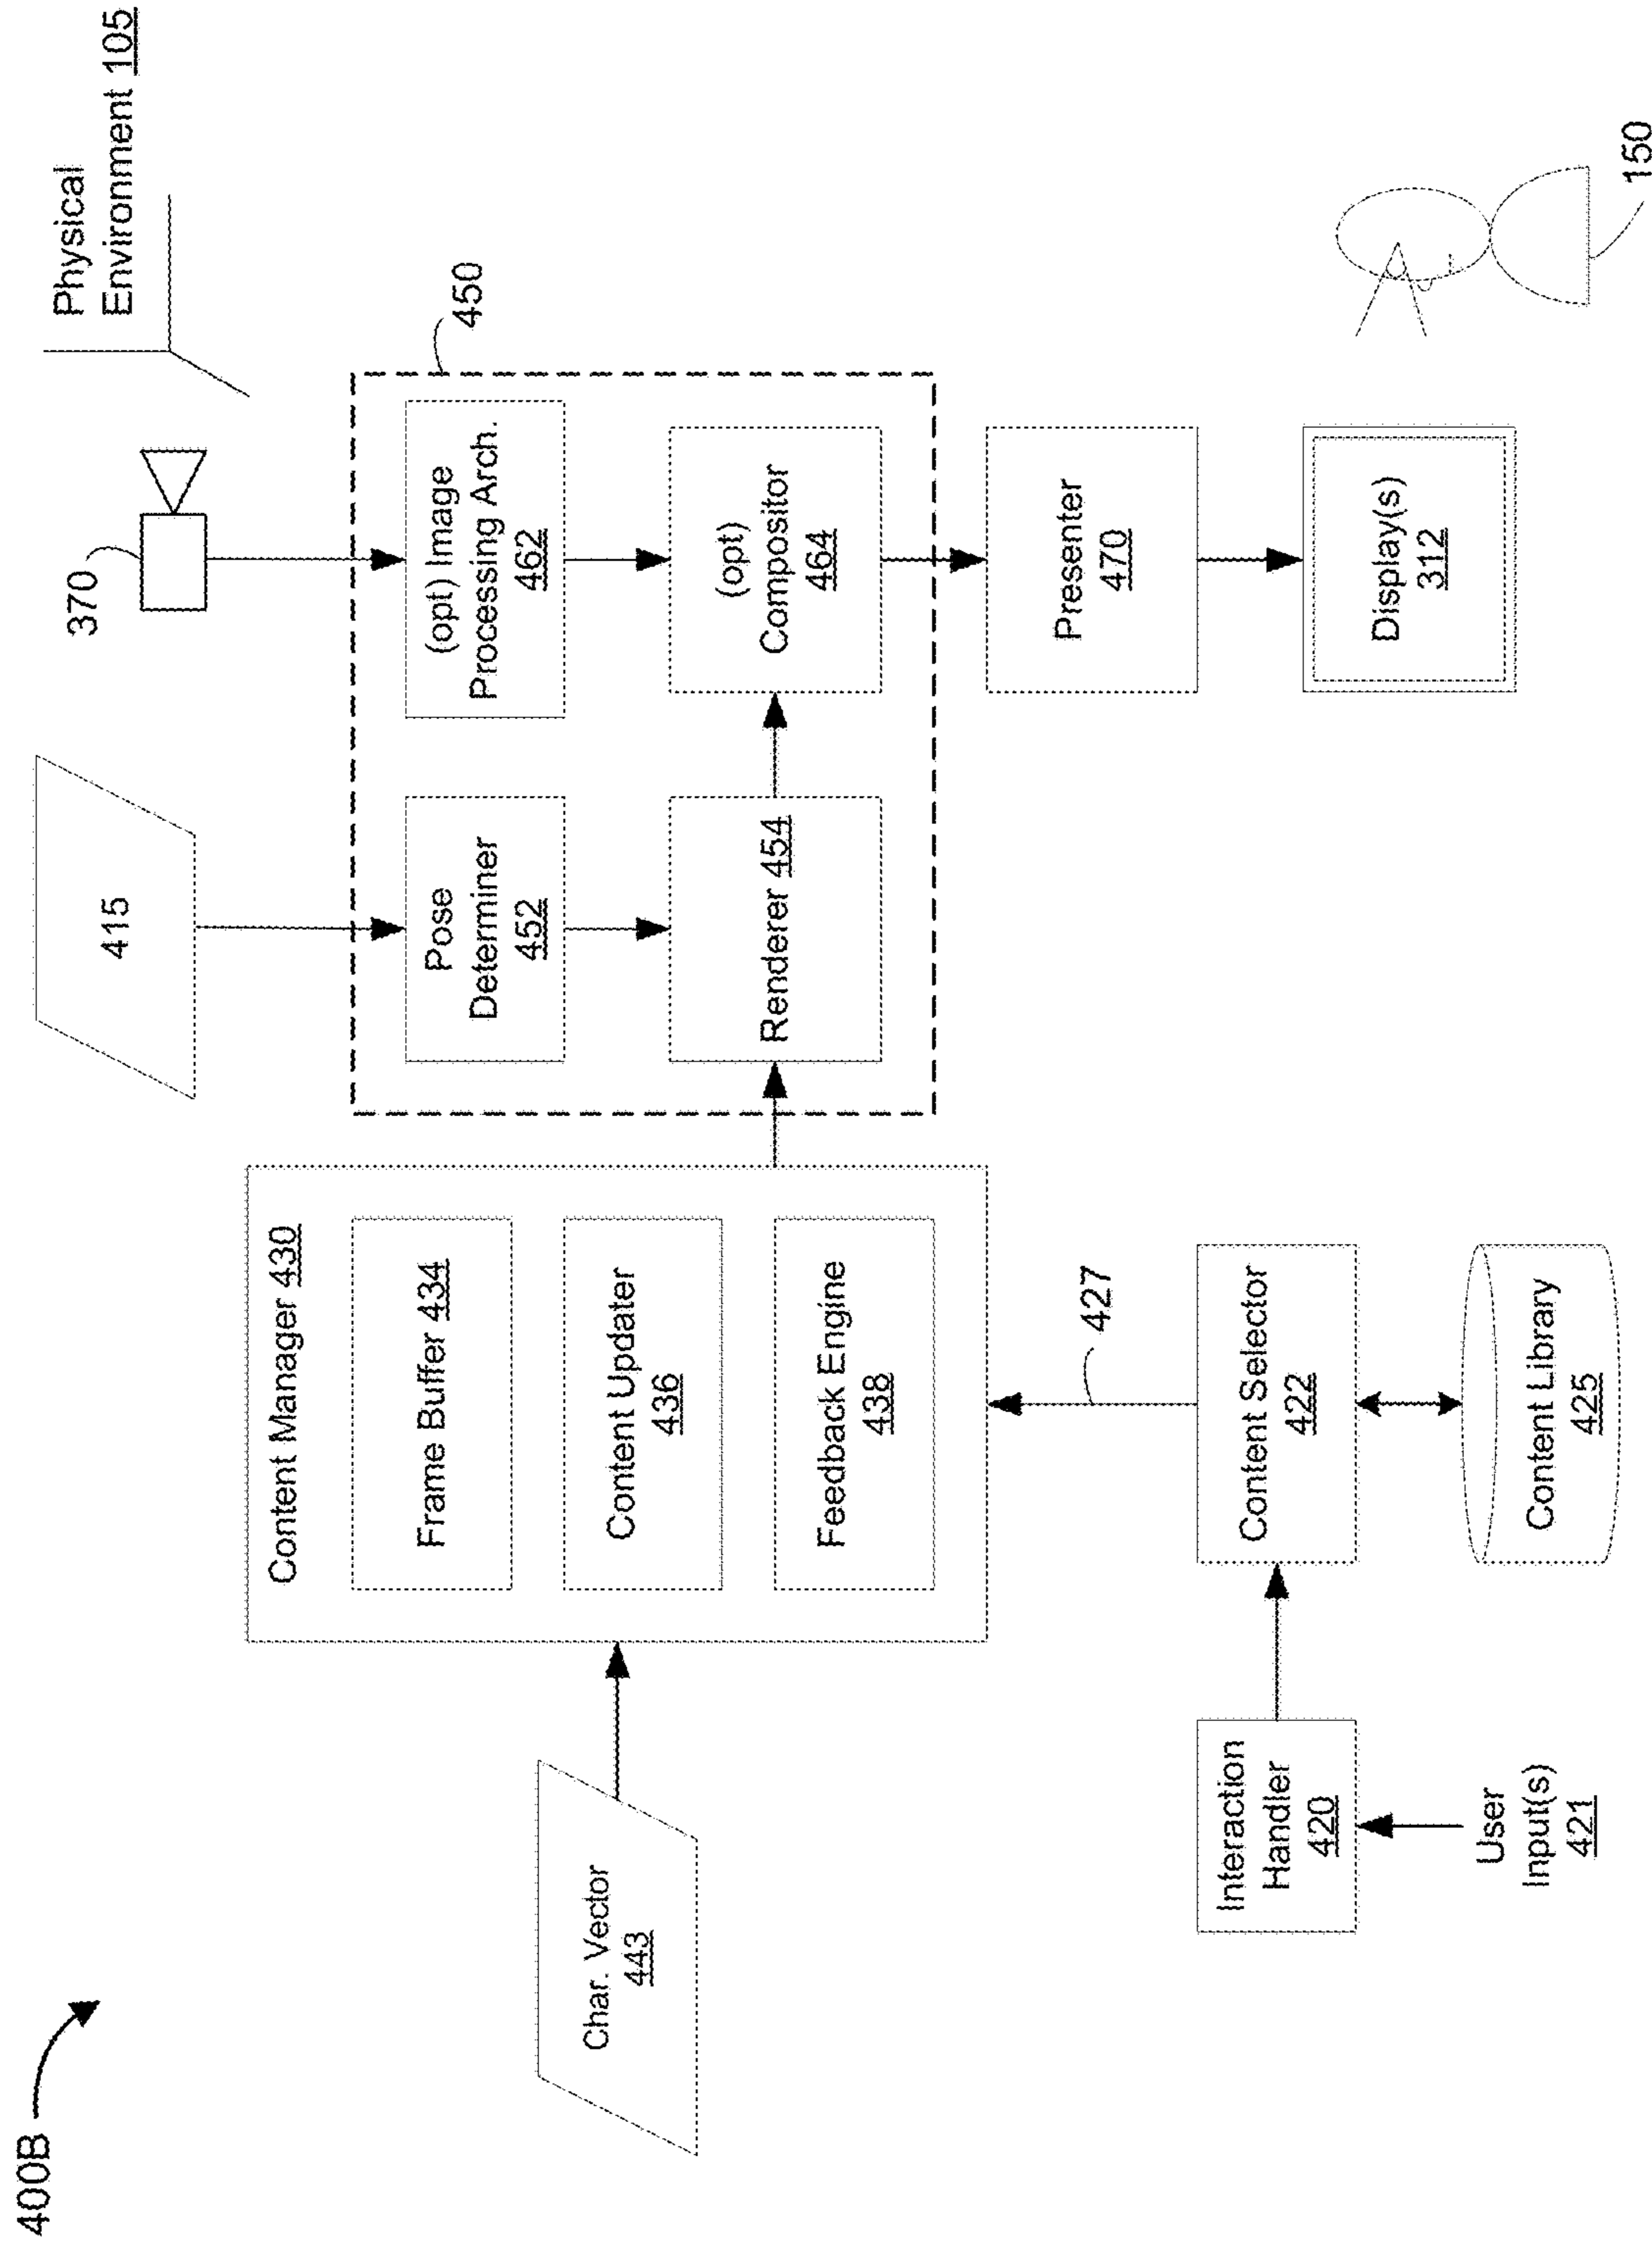 400B
Physical
Environment 105
370
415
450
(opt) Image
Processing Arch.
462
Pose
Determiner
452
(opt)
Compositor
464
Renderer 454
Content Manager 430
Frame Buffer 434
Content Updater
436
Feedback Engine
438
Char. Vector
443
427
Presenter
470
Display(s)
312
150
Content Selector
422
Content Library
425
Interaction
Handler
420
User
Input(s)
421